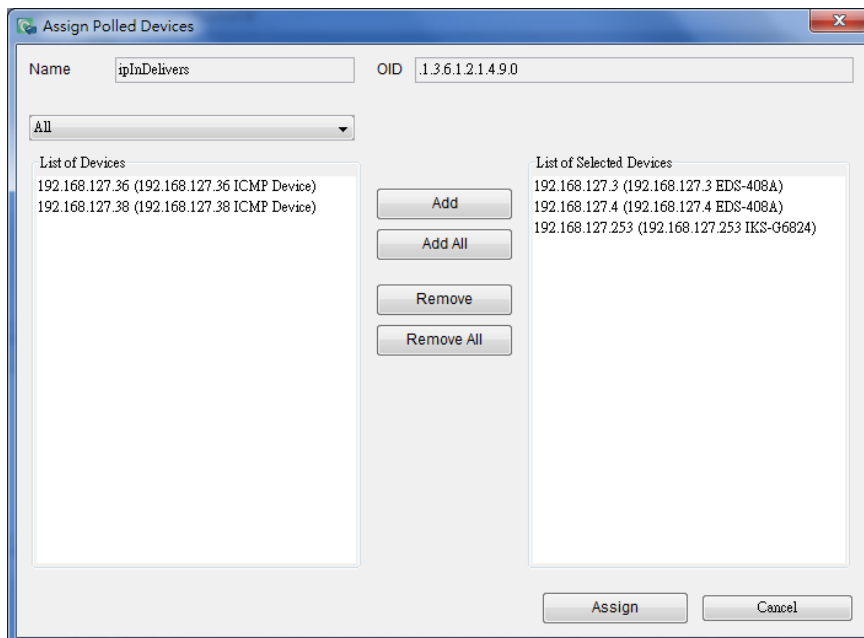 Assign Polled Devices
Name ipInDelivers OID .1.3.6.1.2.1.4.9.0
All
List of Devices
192.168.127.36 (192.168.127.36 ICMP Device)
192.168.127.38 (192.168.127.38 ICMP Device)
Add
Add All
Remove
Remove All
List of Selected Devices
192.168.127.3 (192.168.127.3 EDS-408A)
192.168.127.4 (192.168.127.4 EDS-408A)
192.168.127.253 (192.168.127.253 IKS-G6824)
Assign Cancel